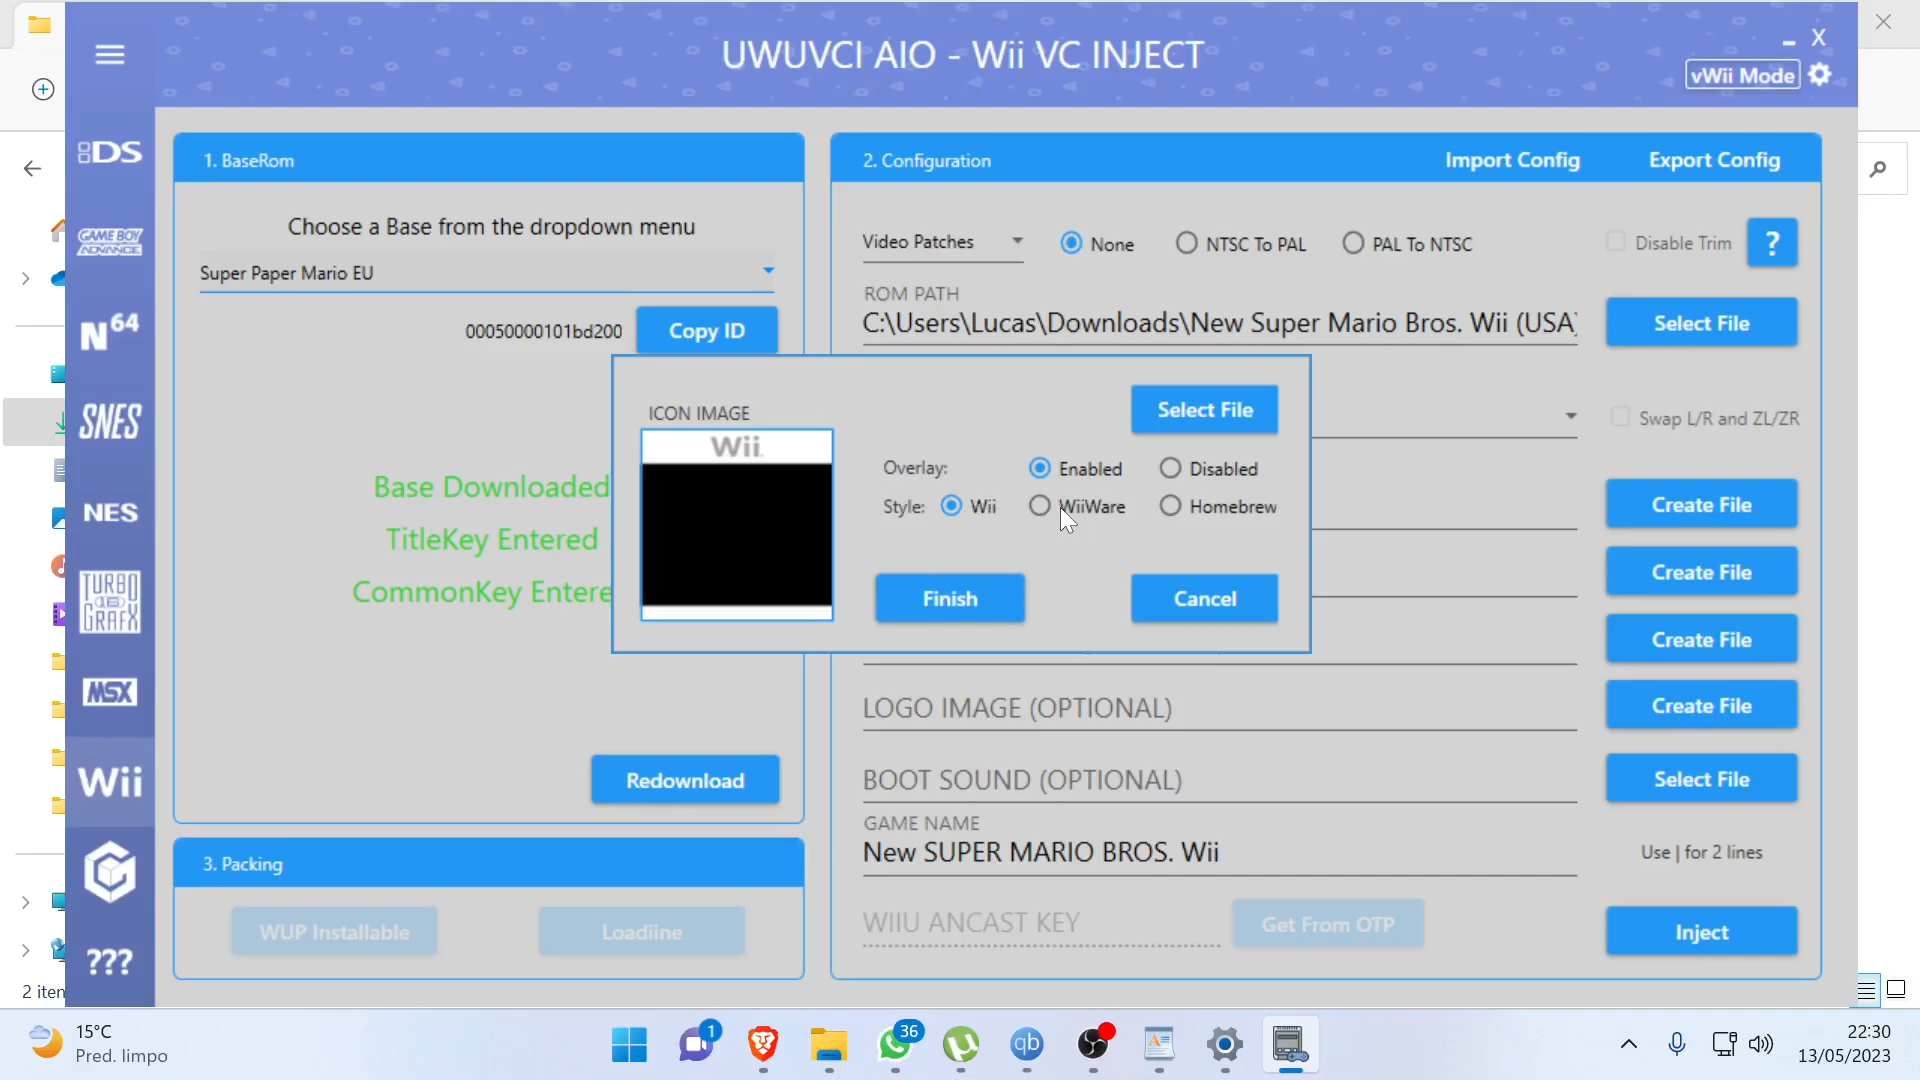 UWUVCI AIO - Wii VC INJECT
X
vWii Mode
DS
GAME BOY
ADVANCE
N64
SNES
NES
TURBO
16
GRAFX
MSX
Wii
???
1. BaseRom
Choose a Base from the dropdown menu
Super Paper Mario EU
00050000101bd200
Copy ID
Base Downloaded
TitleKey Entered
CommonKey Entere
Redownload
3. Packing
WUP Installable
Loadiine
2. Configuration
Import Config
Export Config
Video Patches
None
NTSC To PAL
PAL To NTSC
Disable Trim
?
ROM PATH
C:\Users\Lucas\Downloads\New Super Mario Bros. Wii (USA)
Select File
Swap L/R and ZL/ZR
ICON IMAGE
Wii
Select File
Overlay:
Enabled
Disabled
Style:
Wii
WiiWare
Homebrew
Finish
Cancel
Create File
Create File
Create File
LOGO IMAGE (OPTIONAL)
Create File
BOOT SOUND (OPTIONAL)
Select File
GAME NAME
New SUPER MARIO BROS. Wii
Use | for 2 lines
WIIU ANCAST KEY
Get From OTP
Inject
2 iten
15°C
Pred. limpo
1
36
qb
22:30
13/05/2023